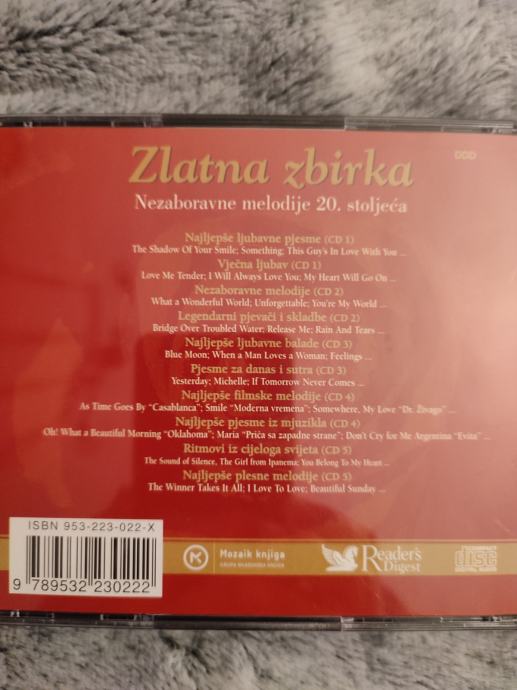 Zlatna zbirka
DDD
Nezaboravne melodije 20. stoljeća
Najljepše ljubavne pjesme (CD 1)
The Shadow Of Your Smile; Something; This Guy's In Love With You ...
Vječna ljubav (CD 1)
Love Me Tender; I Will Always Love You; My Heart Will Go On ...
Nezaboravne melodije (CD 2)
What a Wonderful World; Unforgettable; You're My World ...
Legendarni pjevači i skladbe (CD 2)
Bridge Over Troubled Water; Release Me; Rain And Tears ...
Najljepše ljubavne balade (CD 3)
Blue Moon; When a Man Loves a Woman; Feelings ...
Pjesme za danas i sutra (CD 3)
Yesterday; Michelle; If Tomorrow Never Comes ...
Najljepše filmske melodije (CD 4)
As Time Goes By "Casablanca"; Smile "Moderna vremena"; Somewhere, My Love "Dr. Živago" ...
Najljepše pjesme iz mjuzikla (CD 4)
Oh! What a Beautiful Morning "Oklahoma"; Maria "Priča sa zapadne strane"; Don't Cry for Me Argentina "Evita" ...
Ritmovi iz cijeloga svijeta (CD 5)
The Sound of Silence, The Girl from Ipanema; You Belong To My Heart ...
Najljepše plesne melodije (CD 5)
The Winner Takes It All; I Love To Love; Beautiful Sunday ...
ISBN 953-223-022-X
9 789532 230222
Mozaik knjiga
GRUPA MLADINSKA KNJIGA
Reader's
Digest
COMPACT
disc
DIGITAL AUDIO